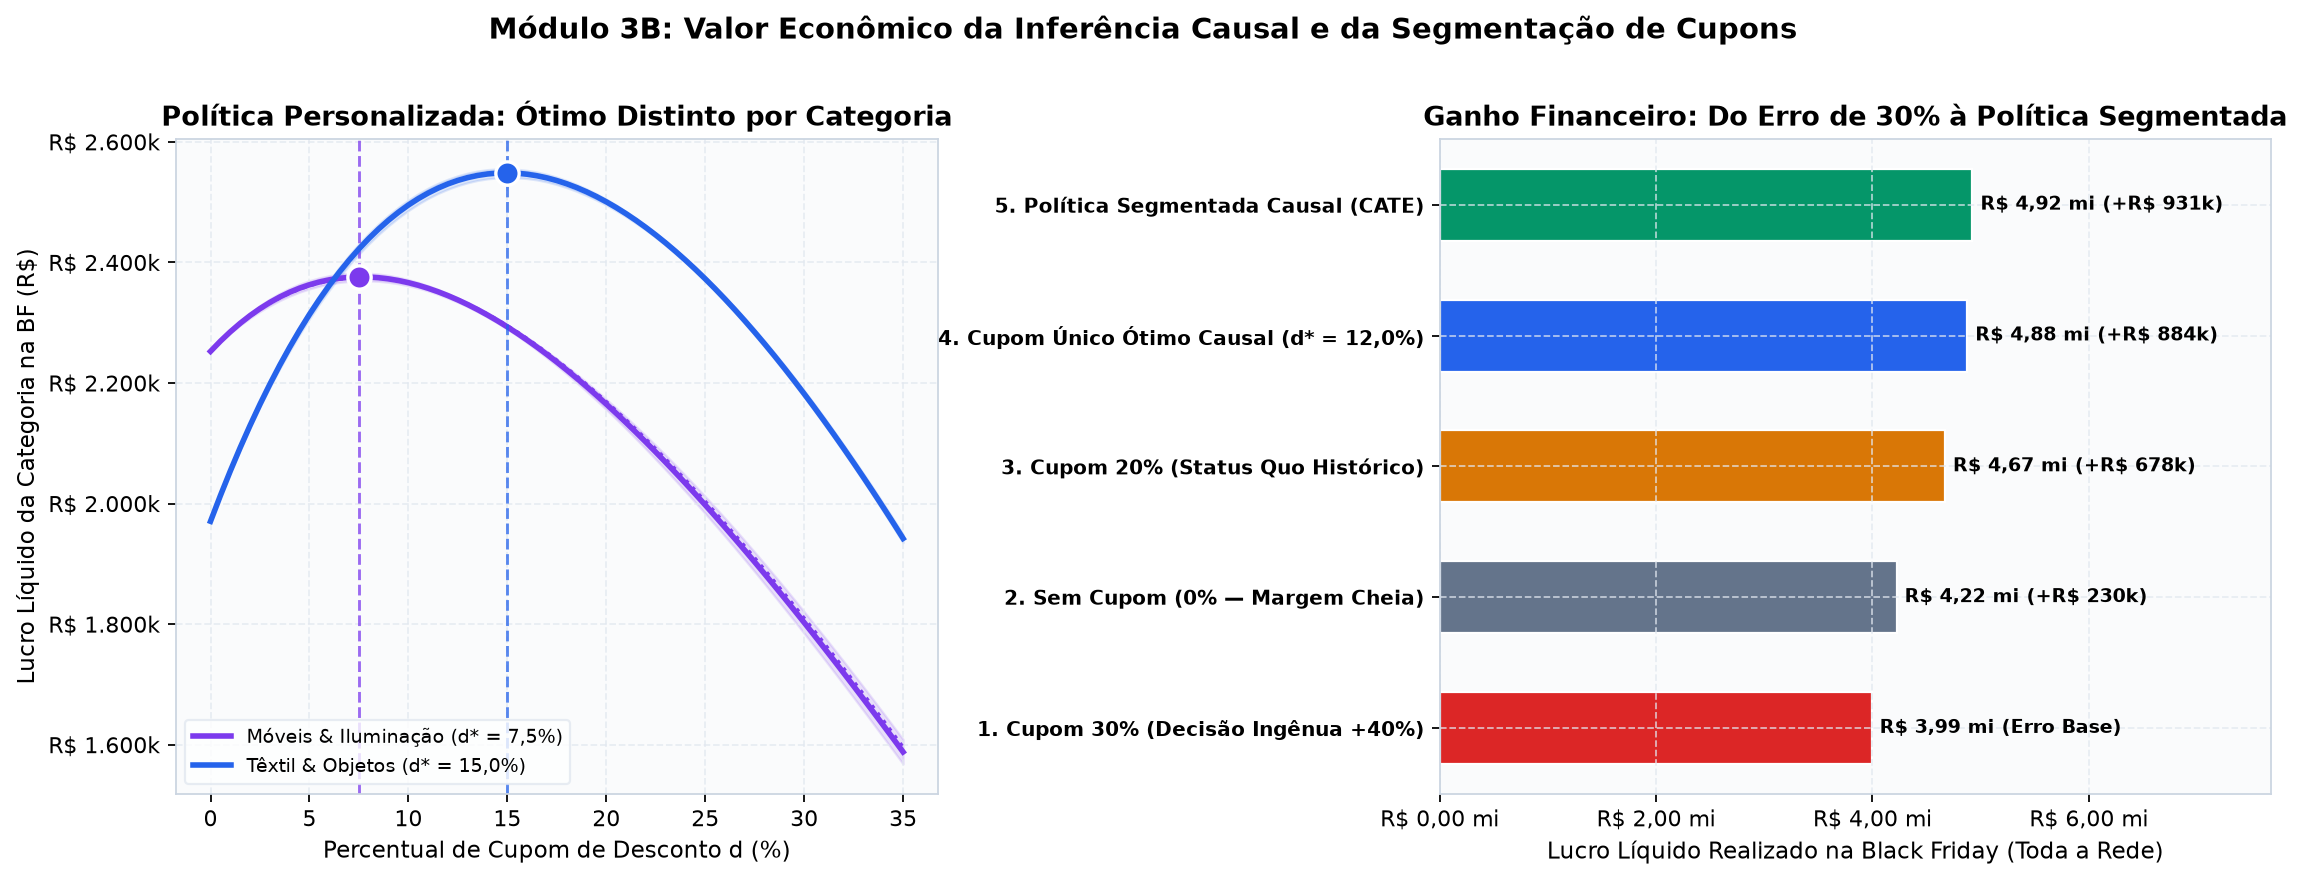 Módulo 3B: Valor Econômico da Inferência Causal e da Segmentação de Cupons
Política Personalizada: Ótimo Distinto por Categoria
Lucro Líquido da Categoria na BF (R$)
R$ 2.600k
R$ 2.400k
R$ 2.200k
R$ 2.000k
R$ 1.800k
R$ 1.600k
Móveis & Iluminação (d* = 7,5%)
Têxtil & Objetos (d* = 15,0%)
0 5 10 15 20 25 30 35
Percentual de Cupom de Desconto d (%)
Ganho Financeiro: Do Erro de 30% à Política Segmentada
5. Política Segmentada Causal (CATE) R$ 4,92 mi (+R$ 931k)
4. Cupom Único Ótimo Causal (d* = 12,0%) R$ 4,88 mi (+R$ 884k)
3. Cupom 20% (Status Quo Histórico) R$ 4,67 mi (+R$ 678k)
2. Sem Cupom (0% — Margem Cheia) R$ 4,22 mi (+R$ 230k)
1. Cupom 30% (Decisão Ingênua +40%) R$ 3,99 mi (Erro Base)
R$ 0,00 mi R$ 2,00 mi R$ 4,00 mi R$ 6,00 mi
Lucro Líquido Realizado na Black Friday (Toda a Rede)